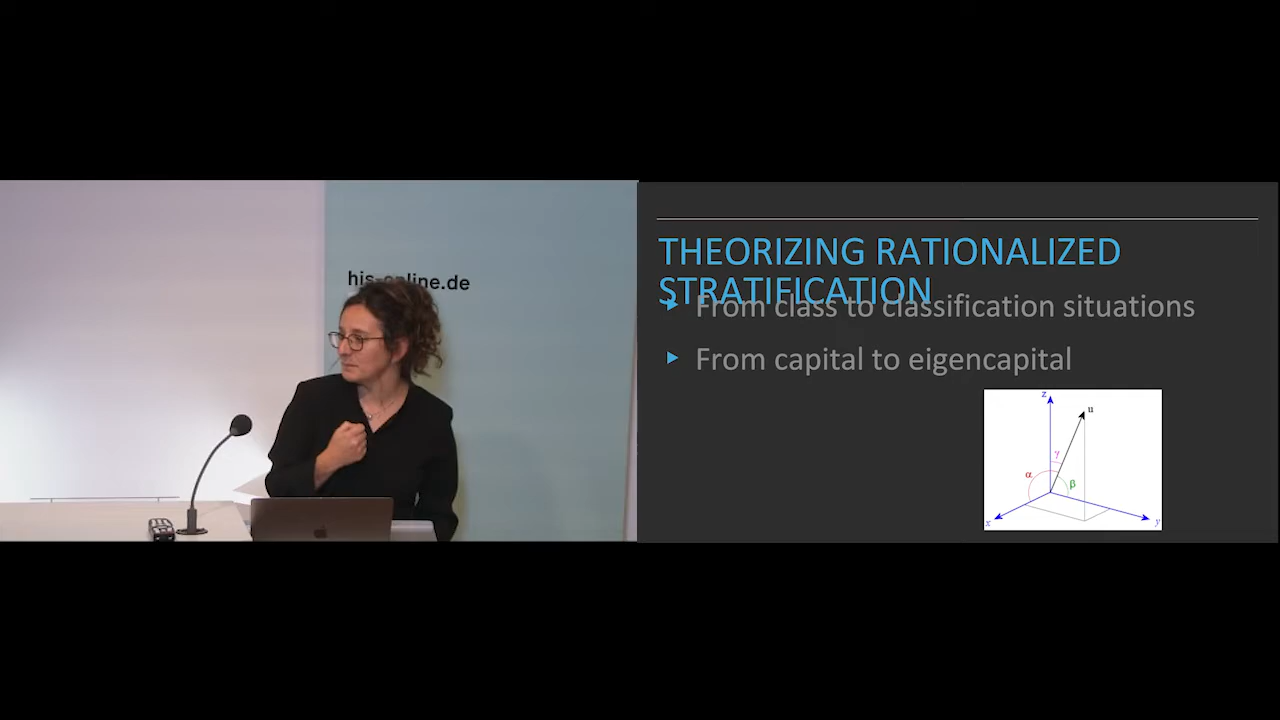 his-online.de
THEORIZING RATIONALIZED
STRATIFICATION
From class to classification situations
From capital to eigencapital
z
u
γ
α
β
x
y